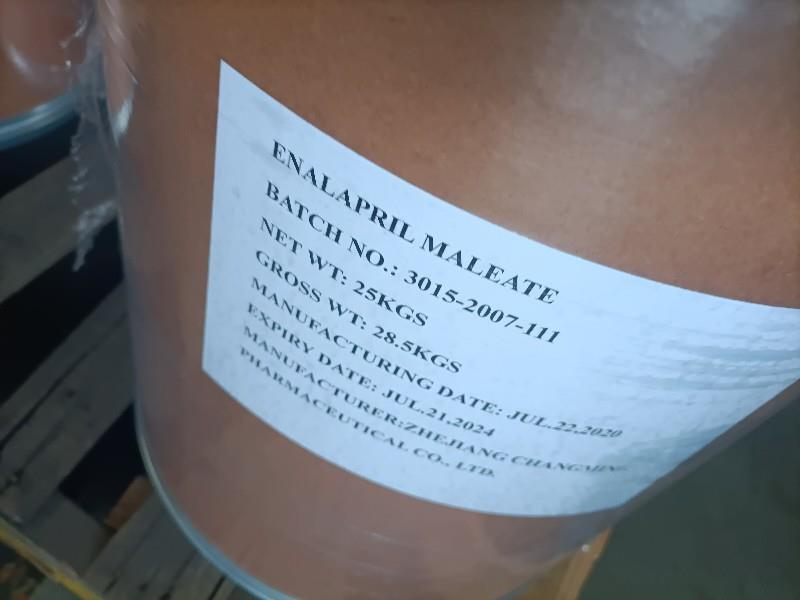 ENALAPRIL MALEATE
BATCH NO.: 3015-2007-111
NET WT: 25KGS
GROSS WT: 28.5KGS
MANUFACTURING DATE: JUL.22,2020
EXPIRY DATE: JUL.21,2024
MANUFACTURER:ZHEJIANG CHANGMING
PHARMACEUTICAL CO., LTD.